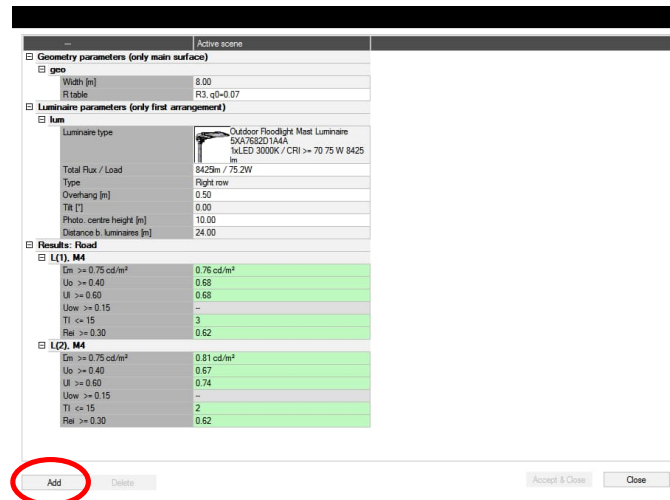 --- Active scene
Geometry parameters (only main surface)
geo
Width [m] 8.00
R table R3, q0=0.07
Luminaire parameters (only first arrangement)
lum
Luminaire type Outdoor Floodlight Mast Luminaire
5XA7682D1A4A
1xLED 3000K / CRI >= 70 75 W 8425
lm
Total Flux / Load 8425lm / 75.2W
Type Right row
Overhang [m] 0.50
Tilt [°] 0.00
Photo. centre height [m] 10.00
Distance b. luminaires [m] 24.00
Results: Road
L(1), M4
Em >= 0.75 cd/m² 0.76 cd/m²
Uo >= 0.40 0.68
Ul >= 0.60 0.68
Uow >= 0.15 --
TI <= 15 3
Rei >= 0.30 0.62
L(2), M4
Em >= 0.75 cd/m² 0.81 cd/m²
Uo >= 0.40 0.67
Ul >= 0.60 0.74
Uow >= 0.15 --
TI <= 15 2
Rei >= 0.30 0.62
Add Delete Accept & Close Close